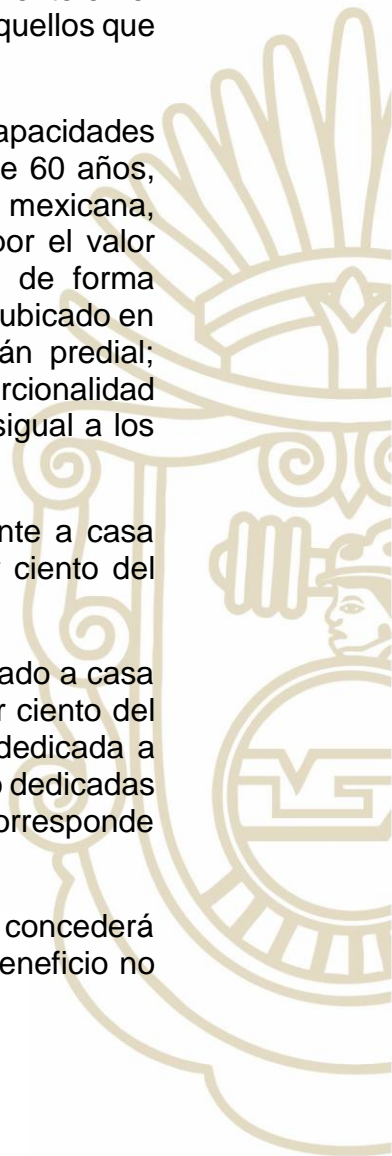 quellos que
apacidades
e 60 años,
mexicana,
por el valor
de forma
ubicado en
án predial;
rcionalidad
sigual a los
nte a casa
ciento del
ado a casa
r ciento del
dedicada a
o dedicadas
orresponde
concederá
eneficio no